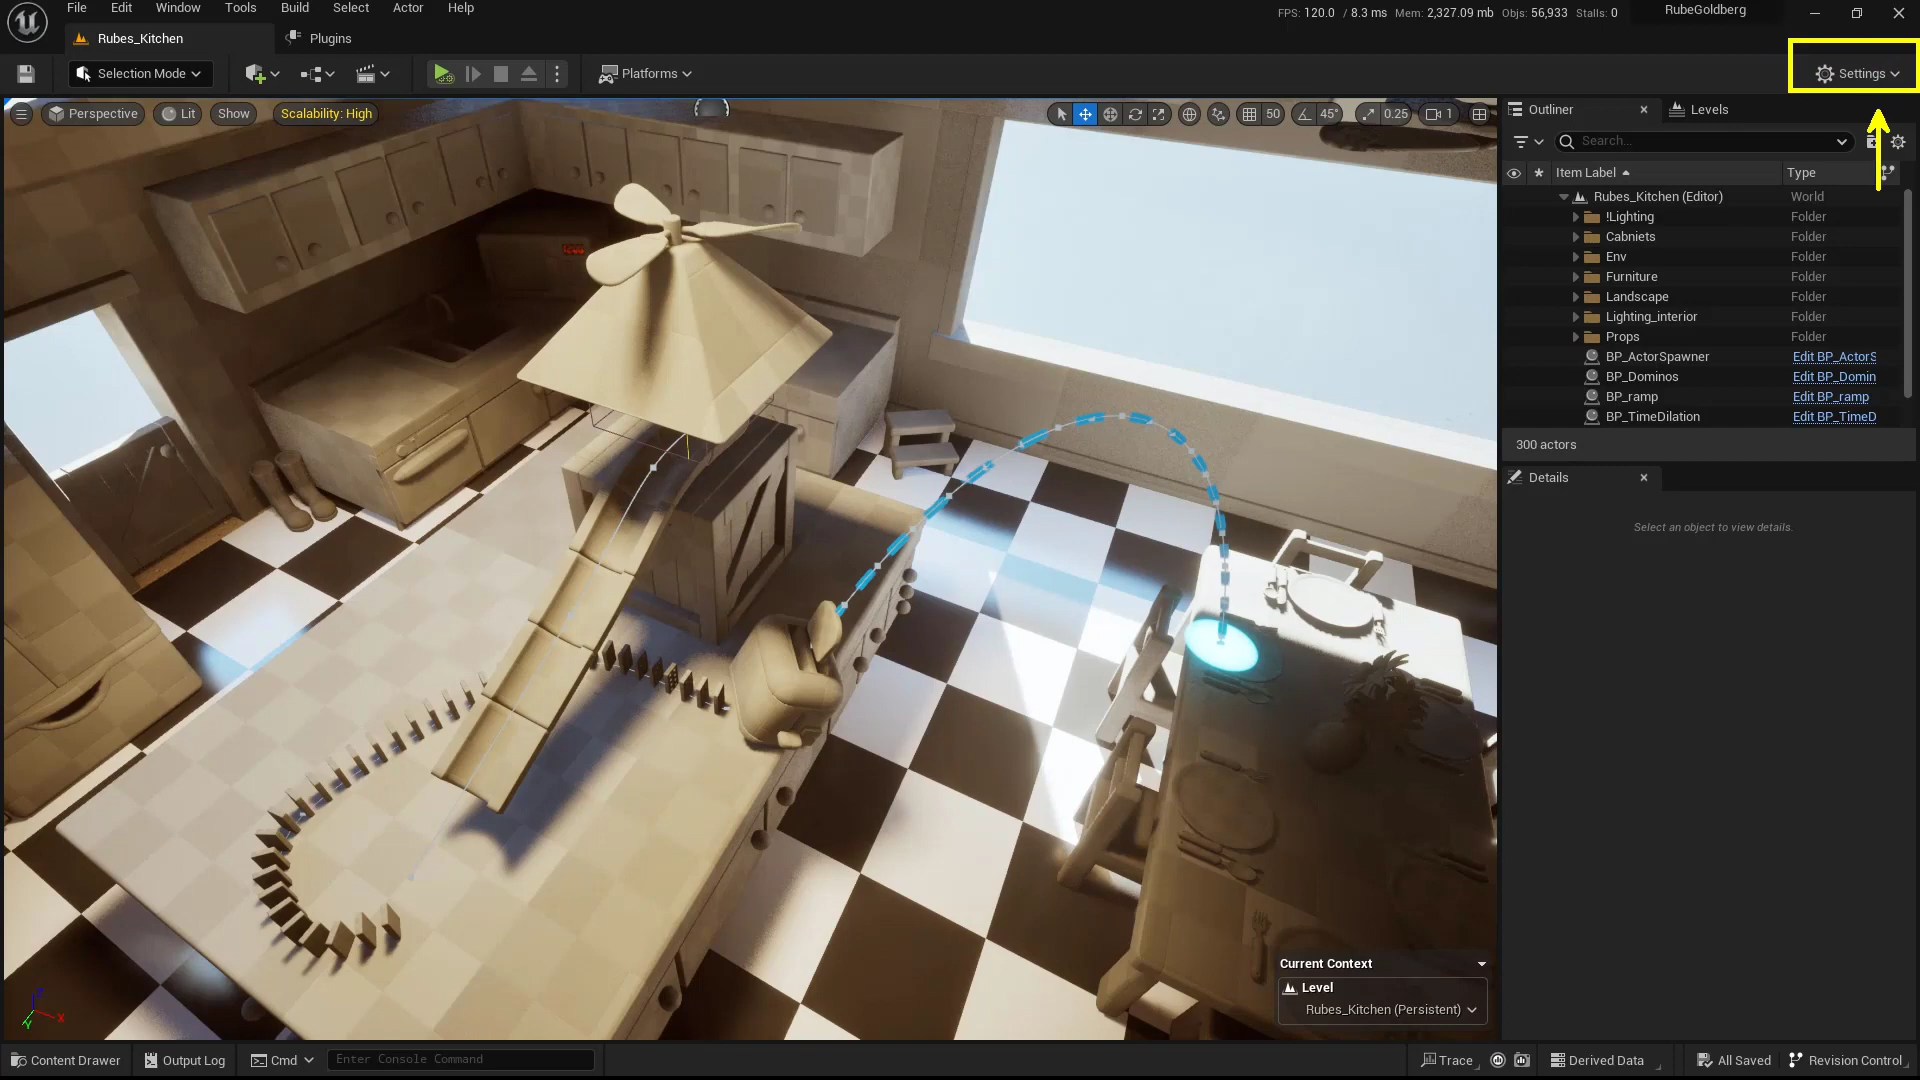 File Edit Window Tools Build Select Actor Help
FPS: 120.0 / 8.3 ms Mem: 2,327.09 mb Objs: 56,933 Stalls: 0
RubeGoldberg
Rubes_Kitchen
Plugins
Selection Mode
Platforms
Settings
Perspective
Lit
Show
Scalability: High
50
45°
0.25
1
Outliner
Levels
Search...
Item Label Type
Rubes_Kitchen (Editor) World
!Lighting Folder
Cabniets Folder
Env Folder
Furniture Folder
Landscape Folder
Lighting_interior Folder
Props Folder
BP_ActorSpawner Edit BP_ActorS
BP_Dominos Edit BP_Domin
BP_ramp Edit BP_ramp
BP_TimeDilation Edit BP_TimeD
300 actors
Details
Select an object to view details.
Current Context
Level
Rubes_Kitchen (Persistent)
Z
X
Y
Content Drawer
Output Log
Cmd
Enter Console Command
Trace
Derived Data
All Saved
Revision Control